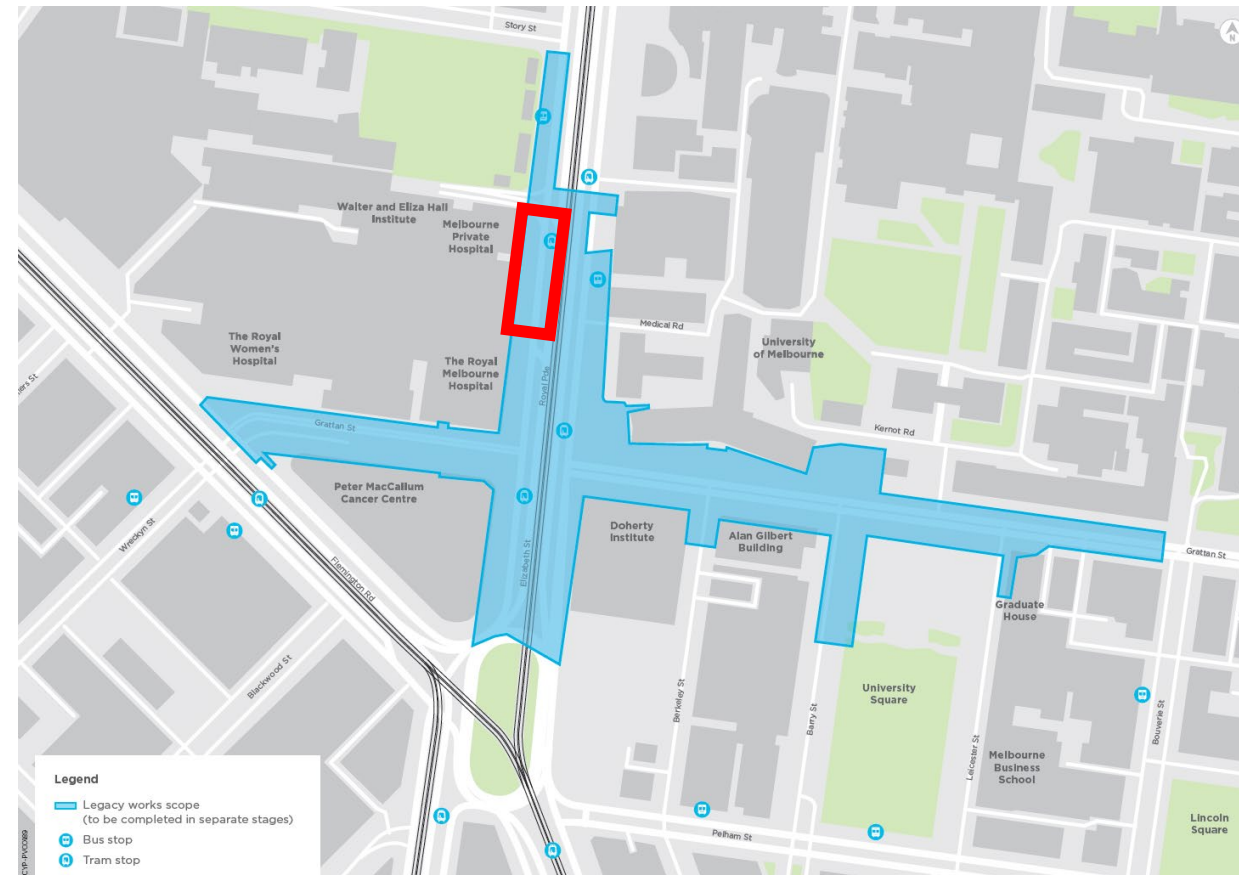 Story St
N
Walter and Eliza Hall
Institute
Melbourne
Private
Hospital
The Royal
Women's
Hospital
The Royal
Melbourne
Hospital
Medical Rd
University
of Melbourne
Royal Pde
Kernot Rd
Grattan St
Peter MacCallum
Cancer Centre
Doherty
Institute
Alan Gilbert
Building
Grattan St
Wreckyn St
Flemington Rd
Elizabeth St
Graduate
House
Blackwood St
Berkeley St
Barry St
University
Square
Leicester St
Bouverie St
Melbourne
Business
School
Lincoln
Square
Pelham St
Legend
Legacy works scope
(to be completed in separate stages)
Bus stop
Tram stop